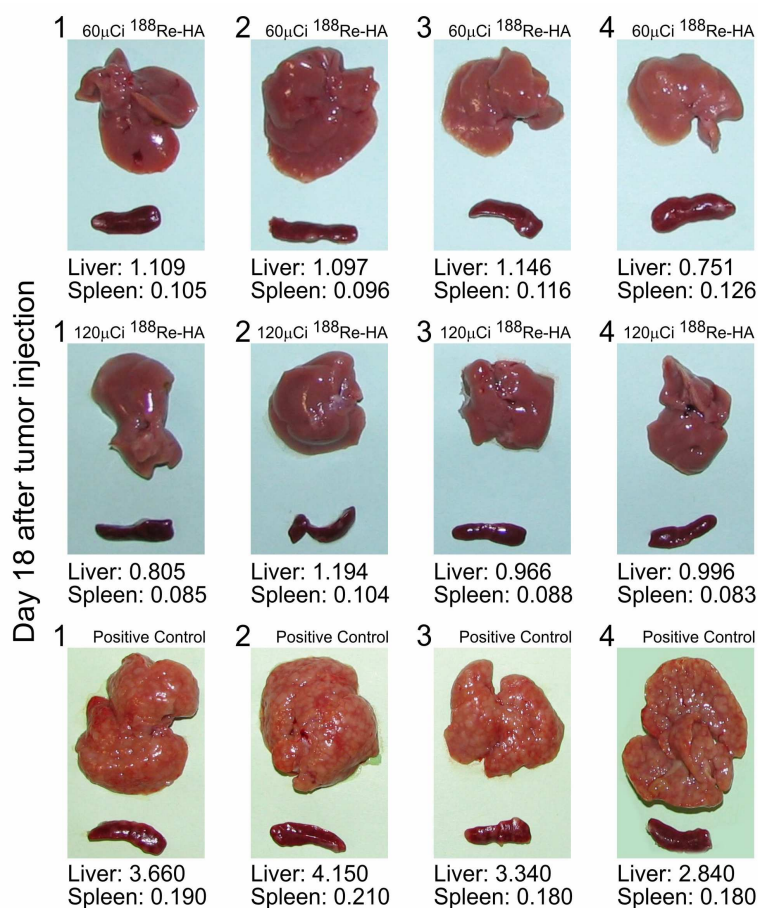 Day 18 after tumor injection
1 60μCi ¹⁸⁸Re-HA
Liver: 1.109
Spleen: 0.105
2 60μCi ¹⁸⁸Re-HA
Liver: 1.097
Spleen: 0.096
3 60μCi ¹⁸⁸Re-HA
Liver: 1.146
Spleen: 0.116
4 60μCi ¹⁸⁸Re-HA
Liver: 0.751
Spleen: 0.126
1 120μCi ¹⁸⁸Re-HA
Liver: 0.805
Spleen: 0.085
2 120μCi ¹⁸⁸Re-HA
Liver: 1.194
Spleen: 0.104
3 120μCi ¹⁸⁸Re-HA
Liver: 0.966
Spleen: 0.088
4 120μCi ¹⁸⁸Re-HA
Liver: 0.996
Spleen: 0.083
1 Positive Control
Liver: 3.660
Spleen: 0.190
2 Positive Control
Liver: 4.150
Spleen: 0.210
3 Positive Control
Liver: 3.340
Spleen: 0.180
4 Positive Control
Liver: 2.840
Spleen: 0.180